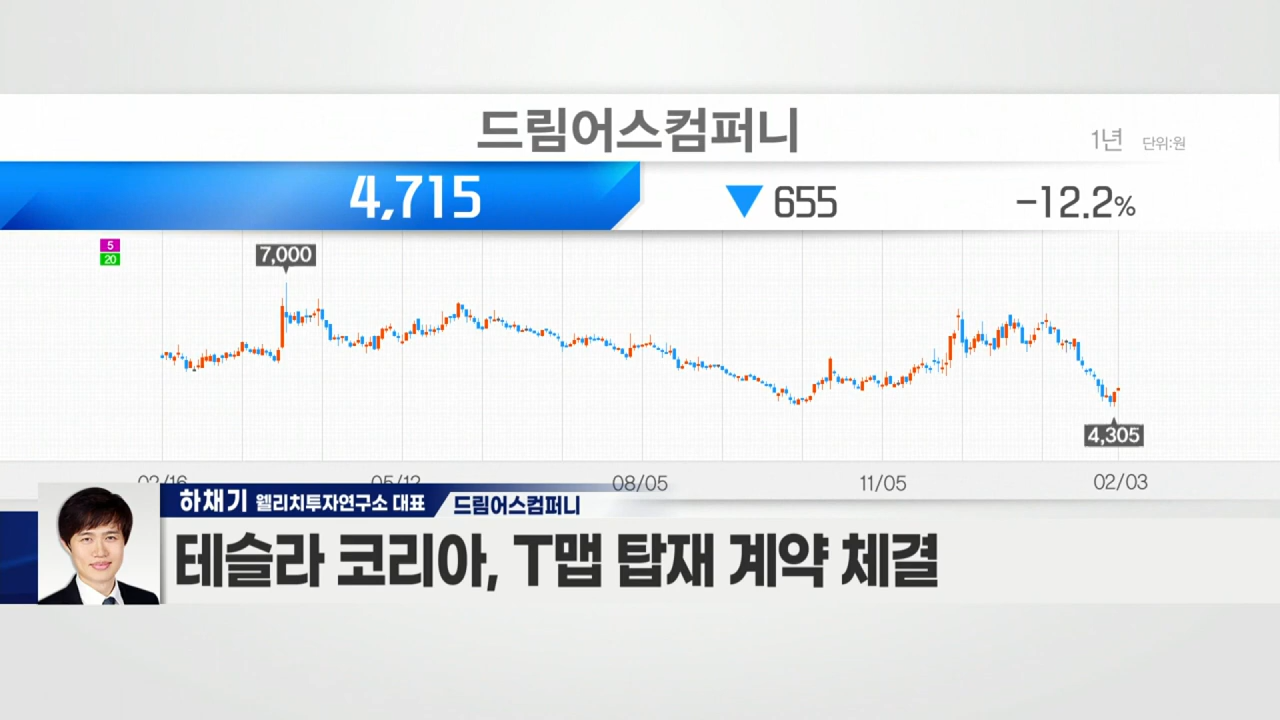 드림어스컴퍼니
1년 단위:원
4,715 ▼ 655 -12.2%
5
20
7,000
4,305
02/16 05/12 08/05 11/05 02/03
하채기 웰리치투자연구소 대표 드림어스컴퍼니
테슬라 코리아, T맵 탑재 계약 체결